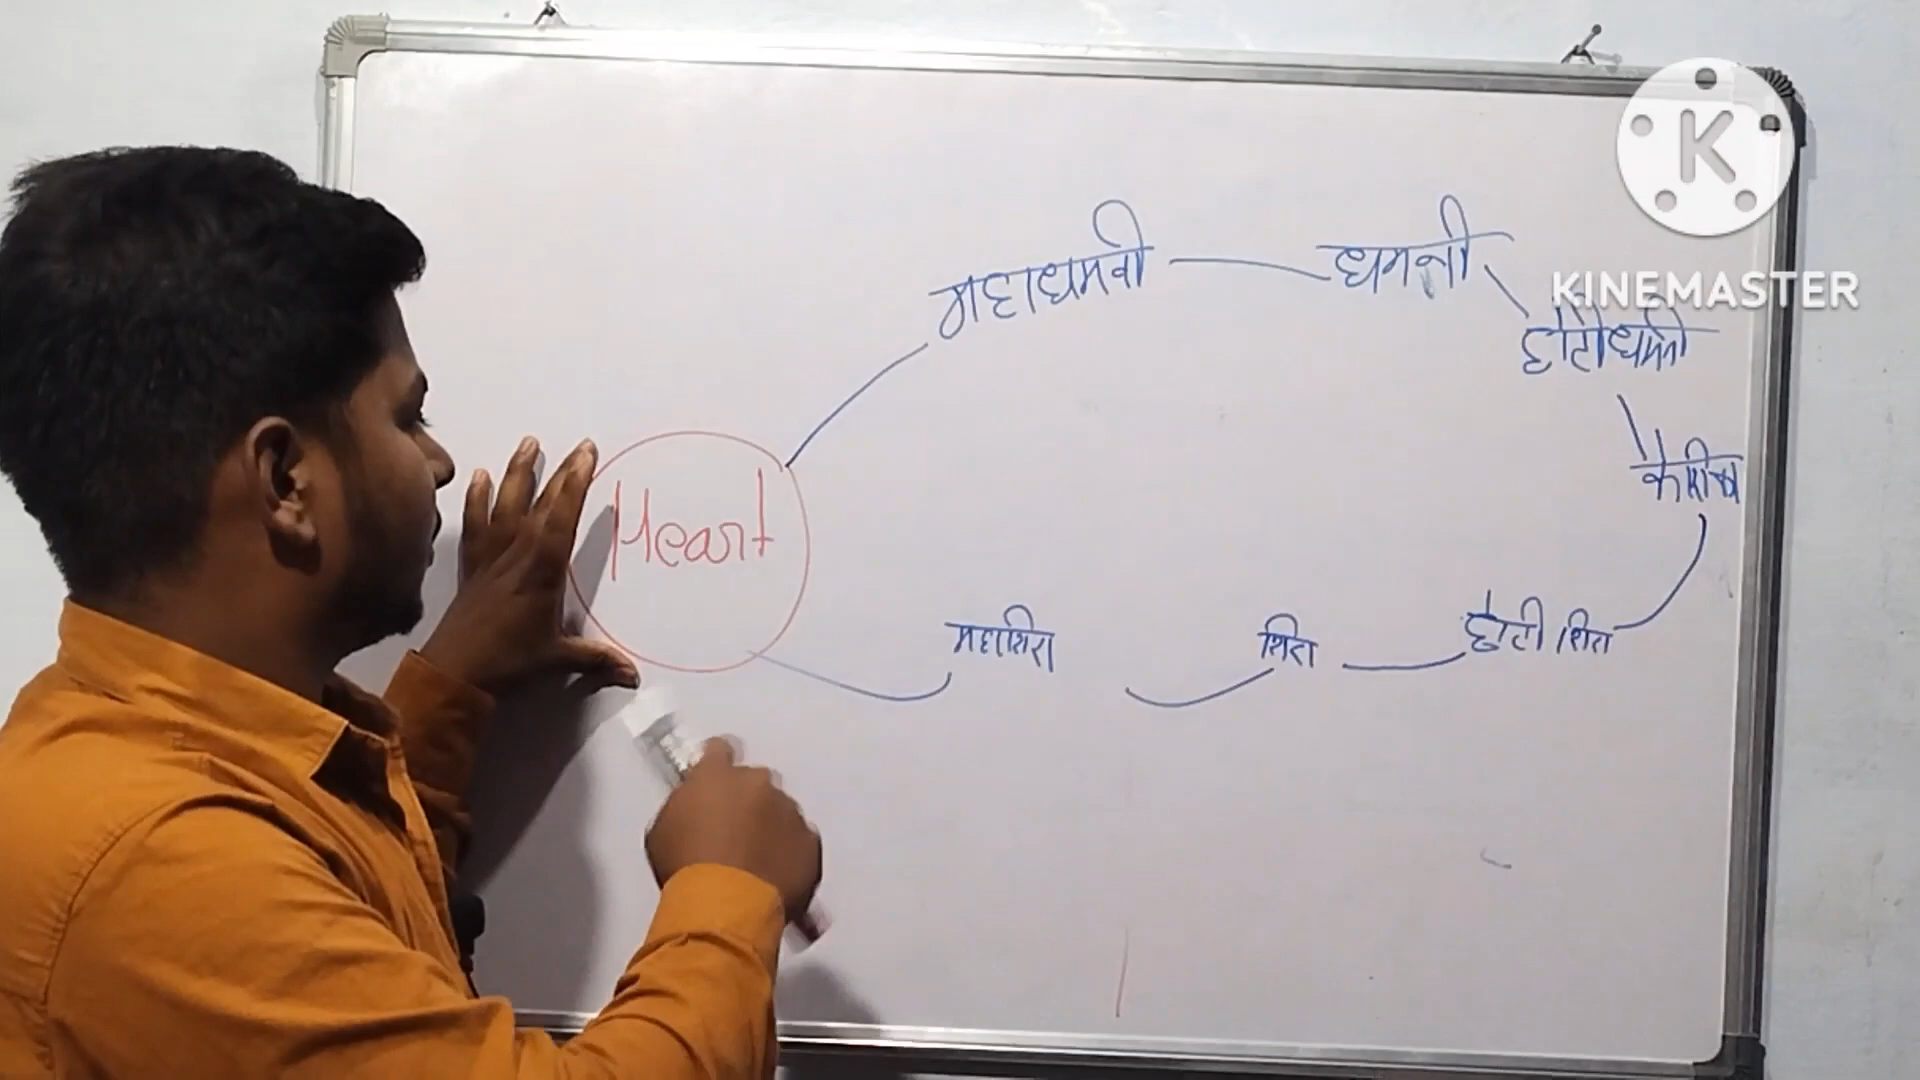 K
KINEMASTER
महाधमनी
धमनी
छोटी धमनी
केशिका
Heart
महाशिरा
शिरा
छोटी शिरा